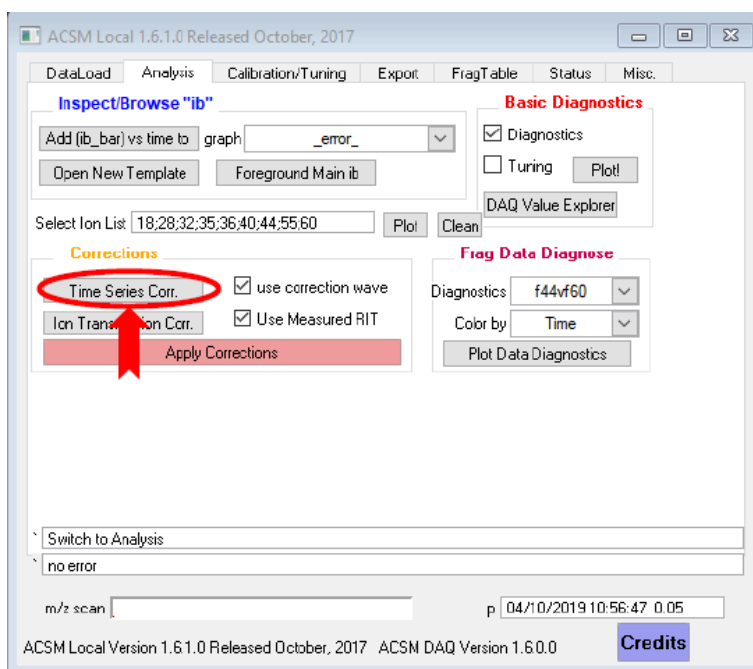 ACSM Local 1.6.1.0 Released October, 2017
DataLoad Analysis Calibration/Tuning Export FragTable Status Misc.
Inspect/Browse "ib"
Add (ib_bar) vs time to graph _error_
Open New Template Foreground Main ib
Basic Diagnostics
Diagnostics
Tuning Plot!
DAQ Value Explorer
Select Ion List 18;28;32;35;36;40;44;55;60 Plot Clean
Corrections
Time Series Corr. use correction wave
Ion Tran ion Corr. Use Measured RIT
Apply Corrections
Frag Data Diagnose
Diagnostics f44vf60
Color by Time
Plot Data Diagnostics
Switch to Analysis
no error
m/z scan p 04/10/2019 10:56:47 0.05
ACSM Local Version 1.6.1.0 Released October, 2017 ACSM DAQ Version 1.6.0.0 Credits